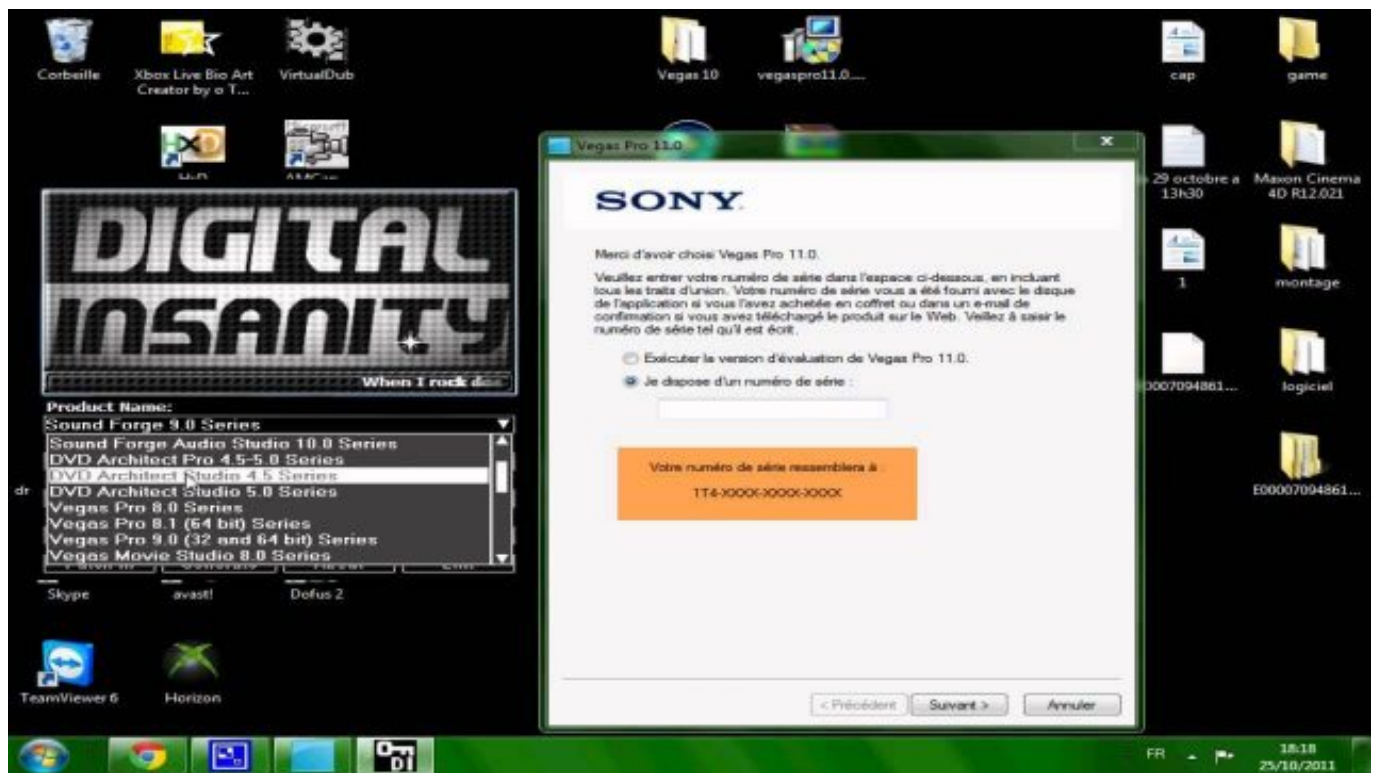 Corbeille
Xbox Live Bio Art
Creator by o T...
VirtualDub
Vegas 10
vegaspro11.0....
cap
game
HxD
AMCap
29 octobre a
13h30
Maxon Cinema
4D R12.021
1
montage
0007094861...
logiciel
E00007094861...
DIGITAL
INSANITY
When I rock
Product Name:
Sound Forge 9.0 Series
Sound Forge Audio Studio 10.0 Series
DVD Architect Pro 4.5-5.0 Series
DVD Architect Studio 4.5 Series
DVD Architect Studio 5.0 Series
Vegas Pro 8.0 Series
Vegas Pro 8.1 (64 bit) Series
Vegas Pro 9.0 (32 and 64 bit) Series
Vegas Movie Studio 8.0 Series
dr
Skype
avast!
Dofus 2
TeamViewer 6
Horizon
Vegas Pro 11.0
SONY
Merci d'avoir choisi Vegas Pro 11.0.
Veuillez entrer votre numéro de série dans l'espace ci-dessous, en incluant
tous les traits d'union. Votre numéro de série vous a été fourni avec le disque
de l'application si vous l'avez achetée en coffret ou dans un e-mail de
confirmation si vous avez téléchargé le produit sur le Web. Veillez à saisir le
numéro de série tel qu'il est écrit.
Exécuter la version d'évaluation de Vegas Pro 11.0.
Je dispose d'un numéro de série :
Votre numéro de série ressemblera à :
1T4-XXXX-XXXX-XXXX
< Précédent
Suivant >
Annuler
FR
18:18
25/10/2011